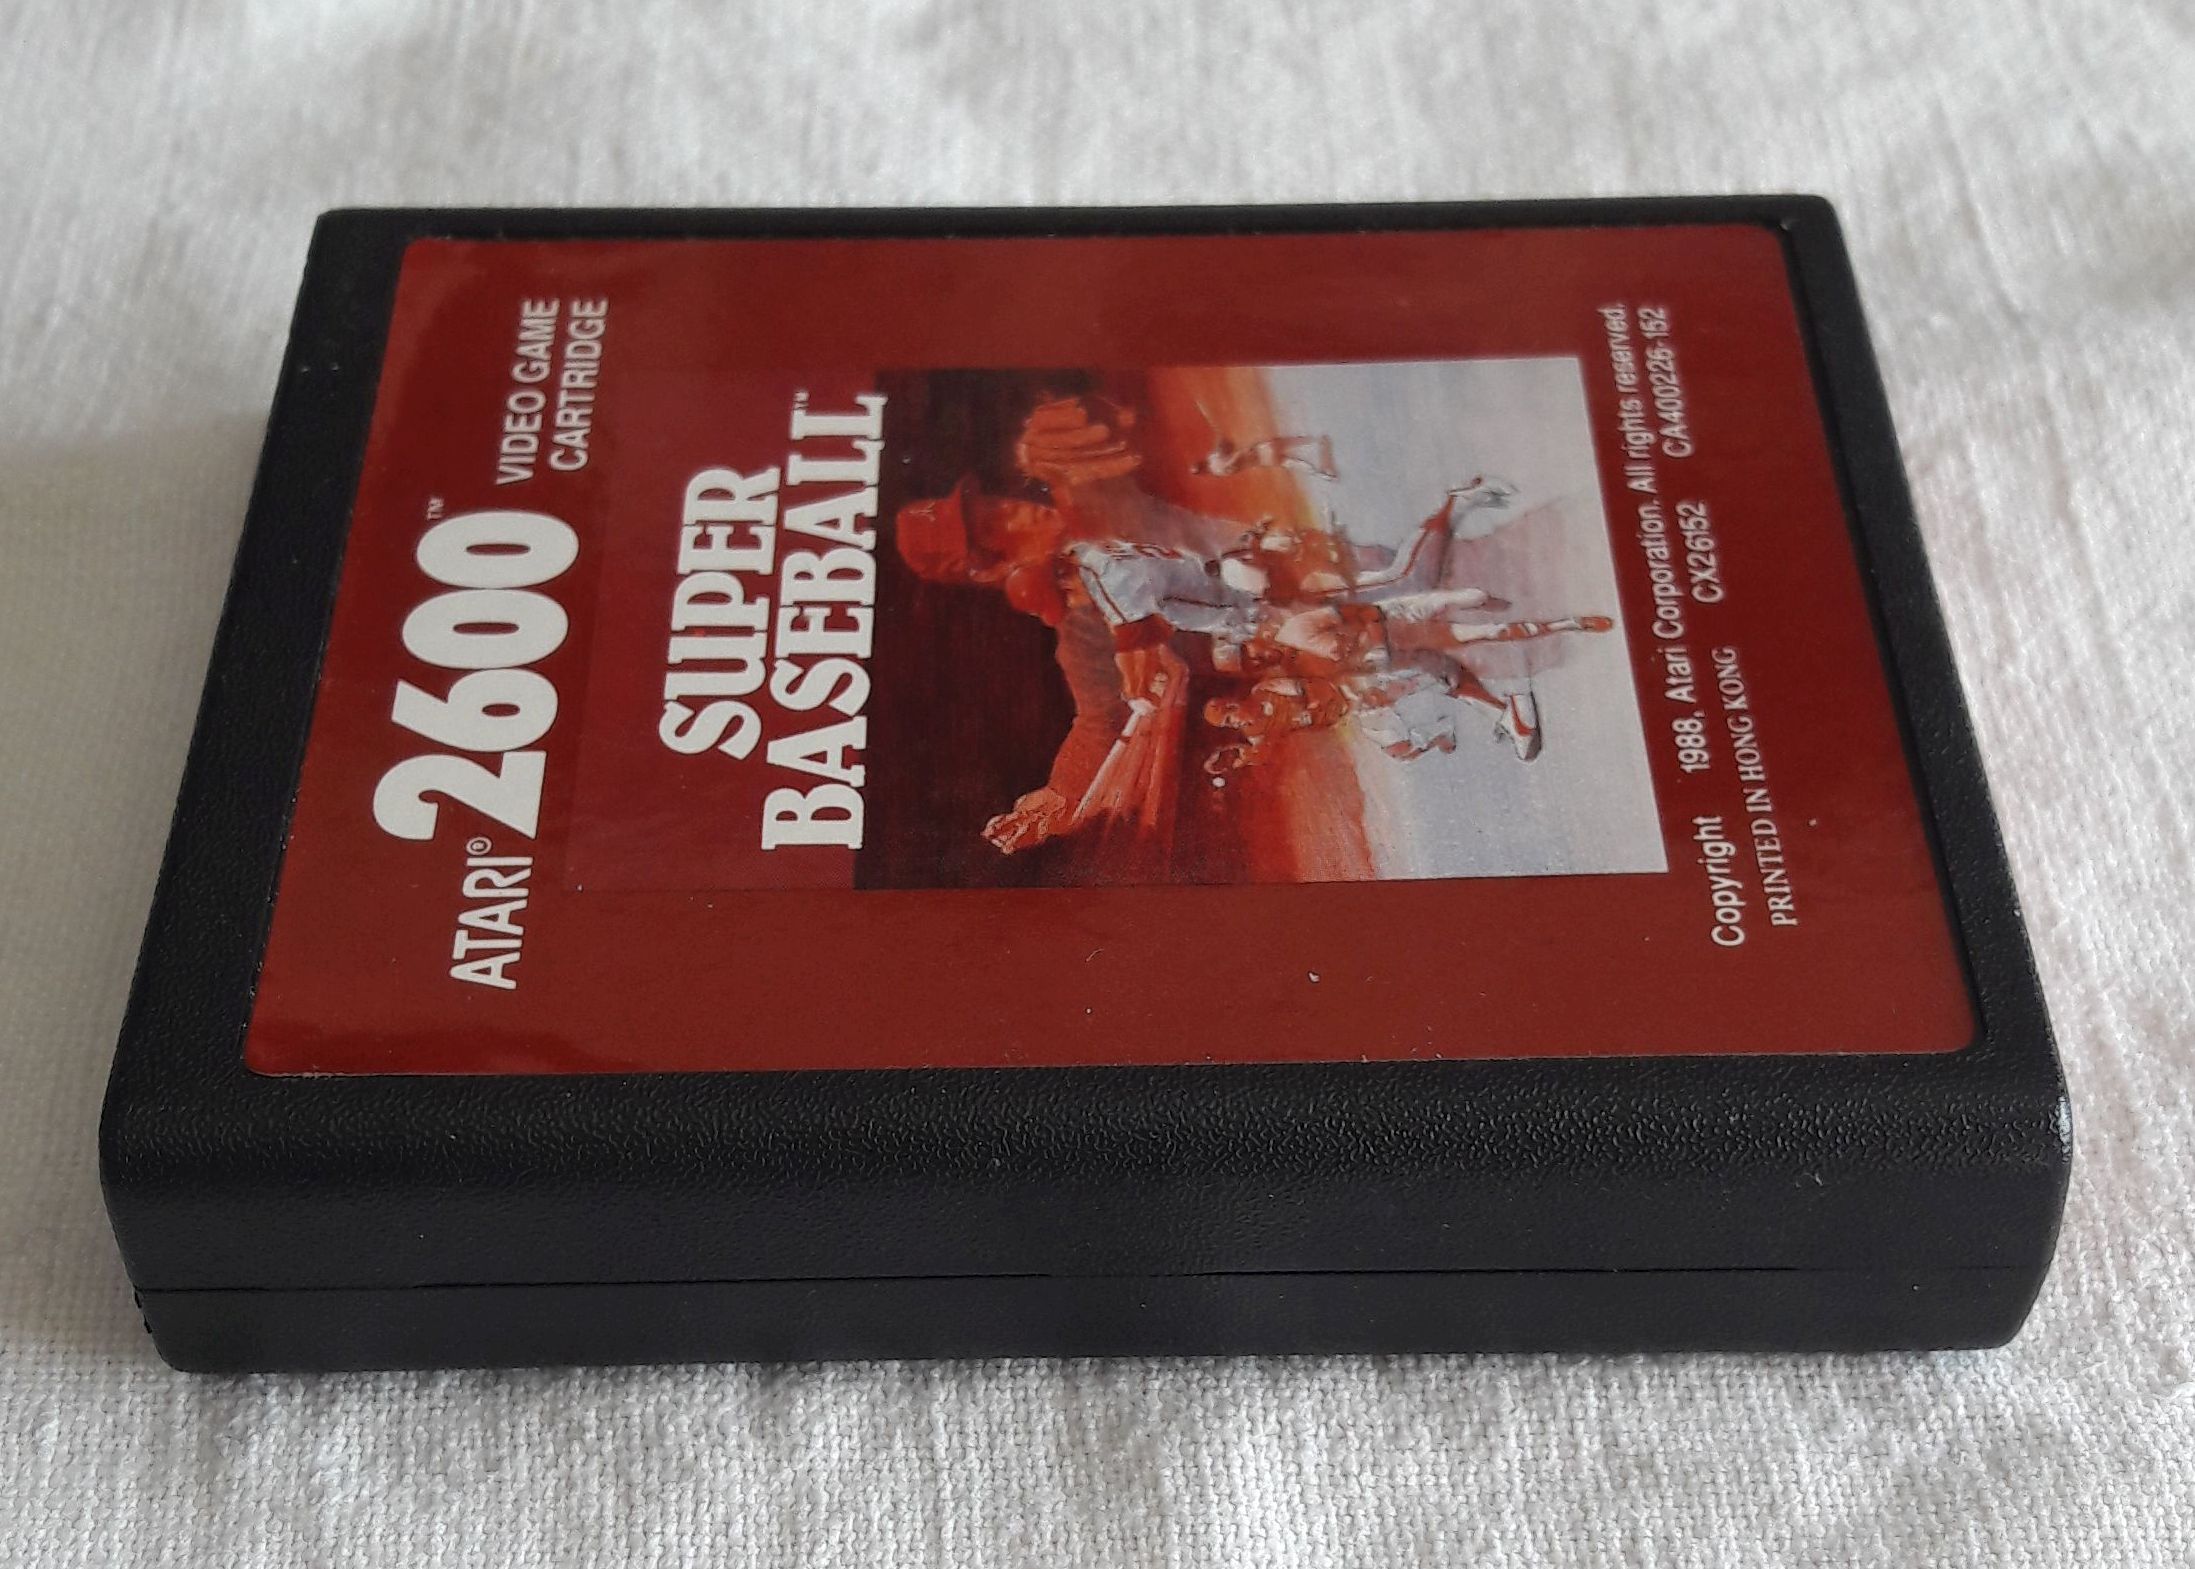 ATARI® 2600™
VIDEO GAME
CARTRIDGE
SUPER
BASEBALL™
Copyright 1988, Atari Corporation. All rights reserved.
PRINTED IN HONG KONG CX26152 CA400226-152